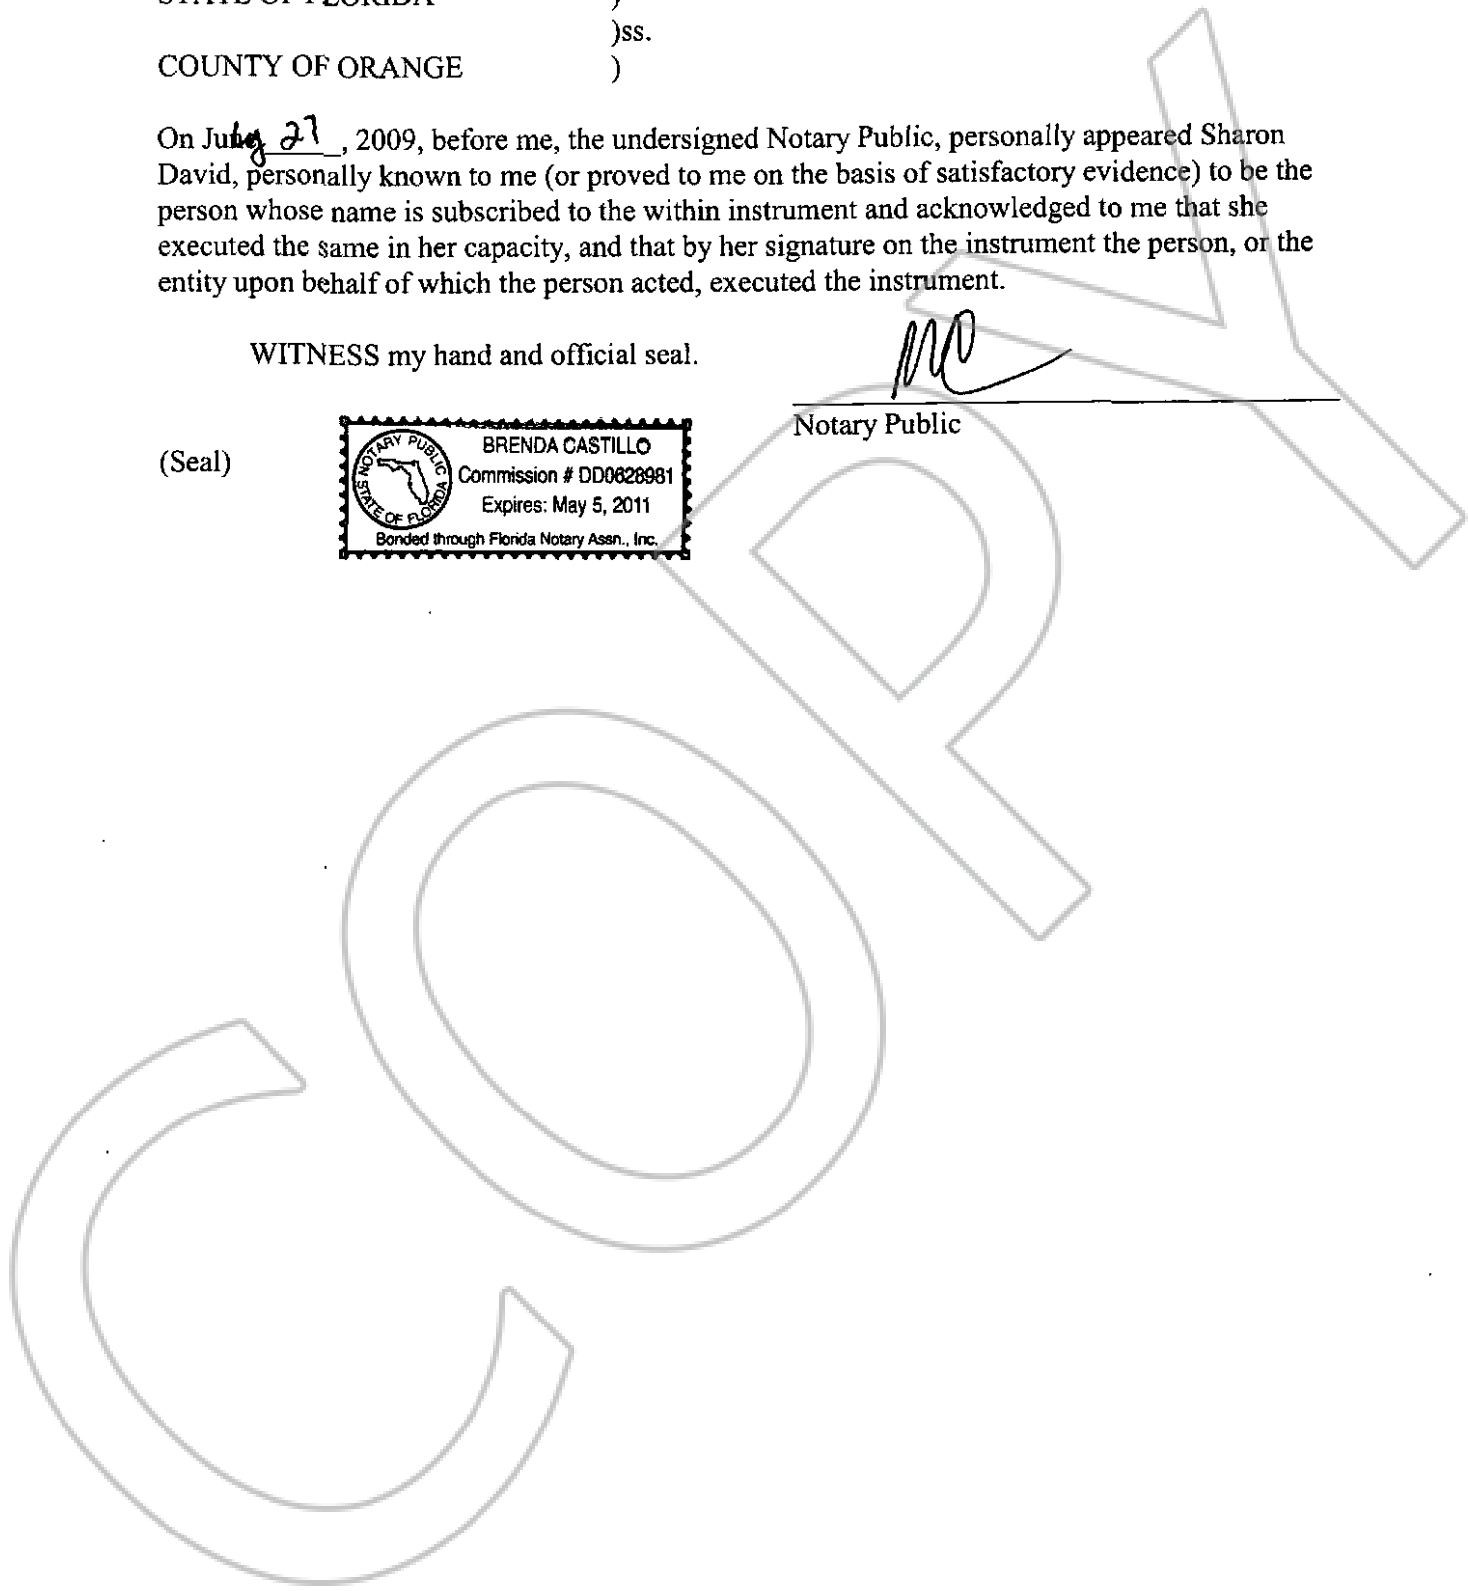 STATE OF FLORIDA )
)ss.
COUNTY OF ORANGE )
On July 27, 2009, before me, the undersigned Notary Public, personally appeared Sharon
David, personally known to me (or proved to me on the basis of satisfactory evidence) to be the
person whose name is subscribed to the within instrument and acknowledged to me that she
executed the same in her capacity, and that by her signature on the instrument the person, or the
entity upon behalf of which the person acted, executed the instrument.
WITNESS my hand and official seal.
Notary Public
(Seal)
NOTARY PUBLIC
STATE OF FLORIDA
BRENDA CASTILLO
Commission # DD0628981
Expires: May 5, 2011
Bonded through Florida Notary Assn., Inc.
COPY